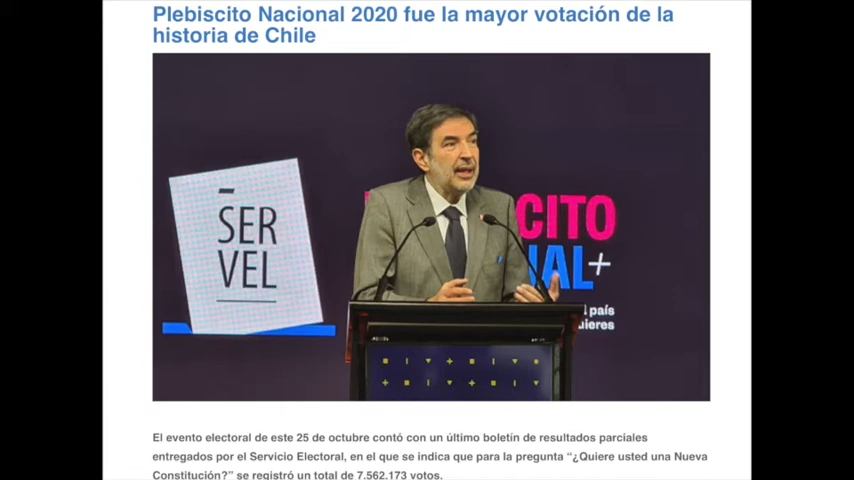 Plebiscito Nacional 2020 fue la mayor votación de la
historia de Chile
SER
VEL
CITO
NAL+
país
uieres
El evento electoral de este 25 de octubre contó con un último boletín de resultados parciales
entregados por el Servicio Electoral, en el que se indica que para la pregunta “¿Quiere usted una Nueva
Constitución?” se registró un total de 7.562.173 votos.